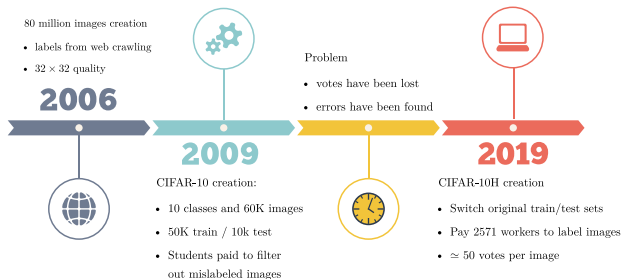 80 million images creation
• labels from web crawling
• 32 × 32 quality
2006
2009
CIFAR-10 creation:
• 10 classes and 60K images
• 50K train / 10k test
• Students paid to filter
out mislabeled images
Problem
• votes have been lost
• errors have been found
2019
CIFAR-10H creation
• Switch original train/test sets
• Pay 2571 workers to label images
• ≃ 50 votes per image